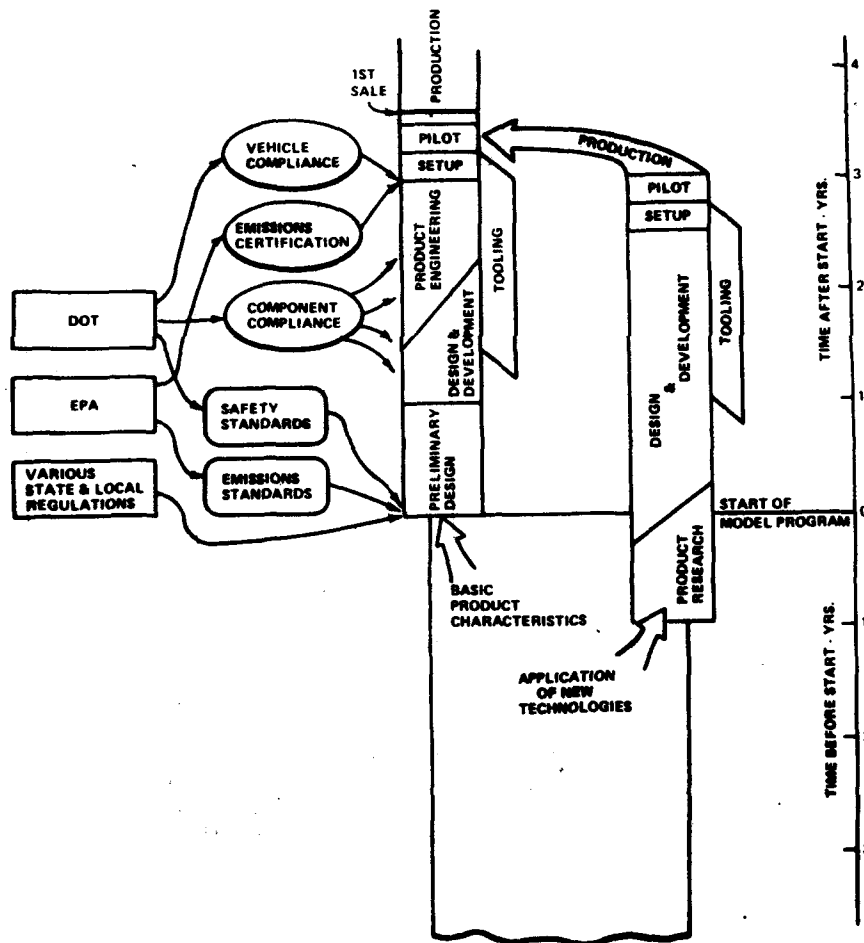 1ST
SALE
PRODUCTION
PILOT
SETUP
PRODUCT
ENGINEERING
DESIGN &
DEVELOPMENT
PRELIMINARY
DESIGN
TOOLING
VEHICLE
COMPLIANCE
EMISSIONS
CERTIFICATION
COMPONENT
COMPLIANCE
DOT
EPA
SAFETY
STANDARDS
VARIOUS
STATE & LOCAL
REGULATIONS
EMISSIONS
STANDARDS
BASIC
PRODUCT
CHARACTERISTICS
APPLICATION
OF NEW
TECHNOLOGIES
PRODUCTION
PILOT
SETUP
DESIGN
&
DEVELOPMENT
TOOLING
PRODUCT
RESEARCH
START OF
MODEL PROGRAM
4
3
2
TIME AFTER START - YRS.
TIME BEFORE START - YRS.